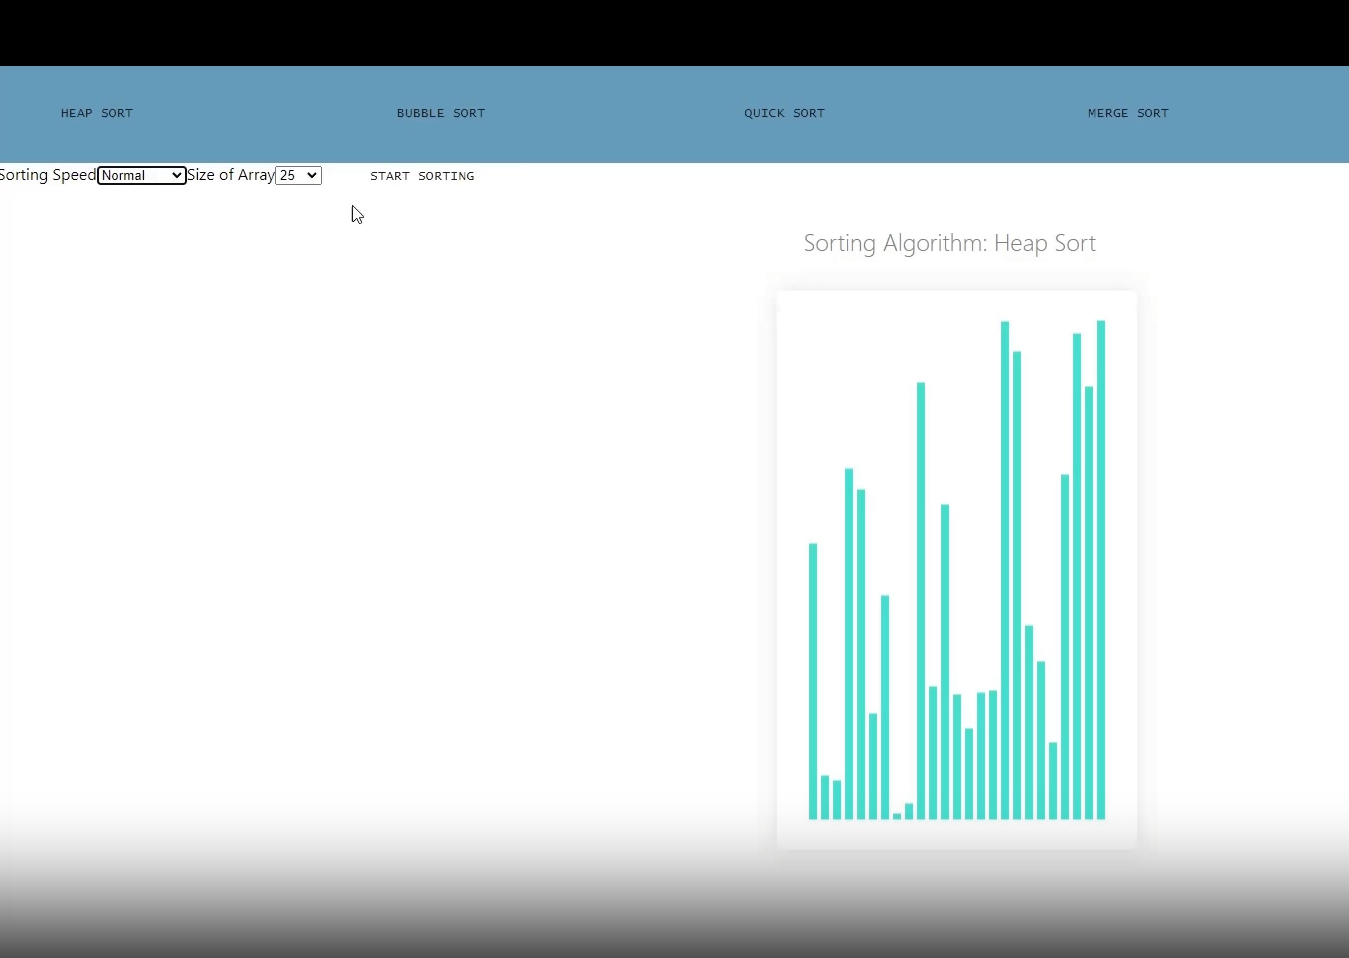 HEAP SORT BUBBLE SORT QUICK SORT MERGE SORT
Sorting Speed Normal Size of Array 25 START SORTING
Sorting Algorithm: Heap Sort